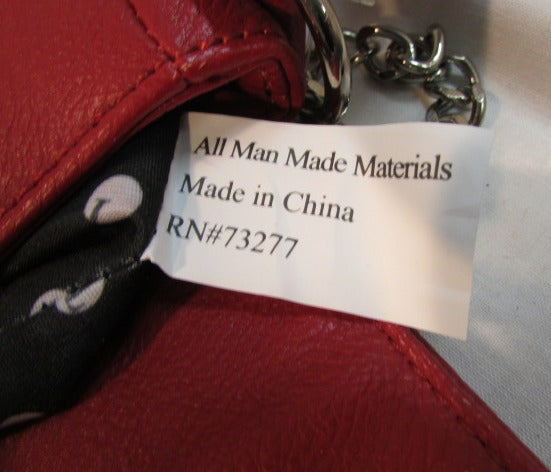 All Man Made Materials
Made in China
RN#73277